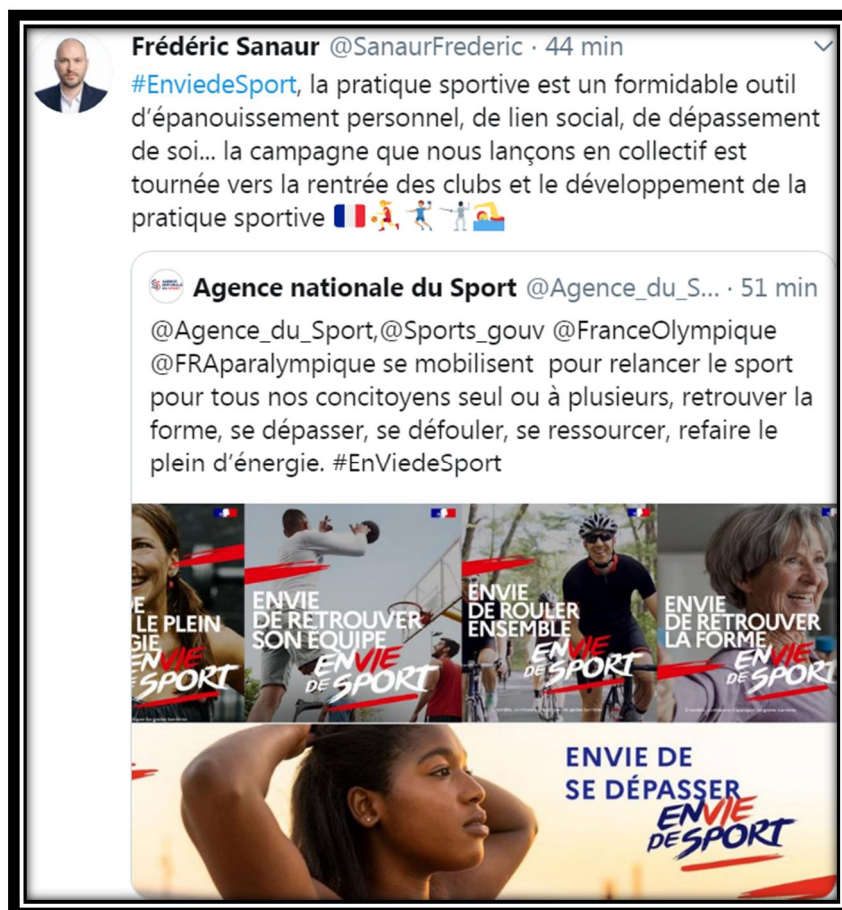 Frédéric Sanaur @SanaurFrederic · 44 min
#EnviedeSport, la pratique sportive est un formidable outil
d'épanouissement personnel, de lien social, de dépassement
de soi... la campagne que nous lançons en collectif est
tournée vers la rentrée des clubs et le développement de la
pratique sportive 🇫🇷⛹️‍♀️🤾🤺🏊
Agence nationale du Sport @Agence_du_S... · 51 min
@Agence_du_Sport,@Sports_gouv @FranceOlympique
@FRAparalympique se mobilisent pour relancer le sport
pour tous nos concitoyens seul ou à plusieurs, retrouver la
forme, se dépasser, se défouler, se ressourcer, refaire le
plein d'énergie. #EnViedeSport
E
LE PLEIN
GIE
ENVIE
SPORT
ENVIE
DE RETROUVER
SON ÉQUIPE
ENVIE
DE SPORT
ENVIE
DE ROULER
ENSEMBLE
ENVIE
DE SPORT
ENVIE
DE RETROUVER
LA FORME
ENVIE
DE SPORT
ENVIE DE
SE DÉPASSER
ENVIE
DE SPORT